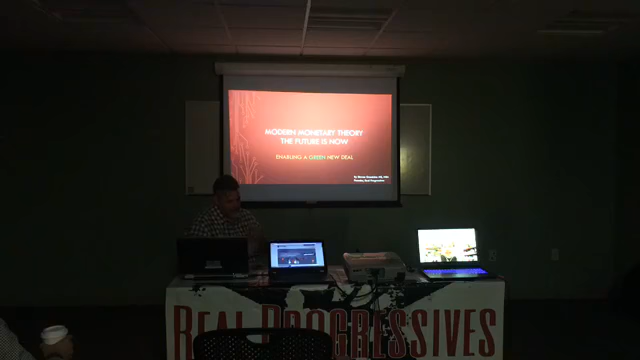 MODERN MONETARY THEORY
THE FUTURE IS NOW
ENABLING A GREEN NEW DEAL
REAL PROGRESSIVES